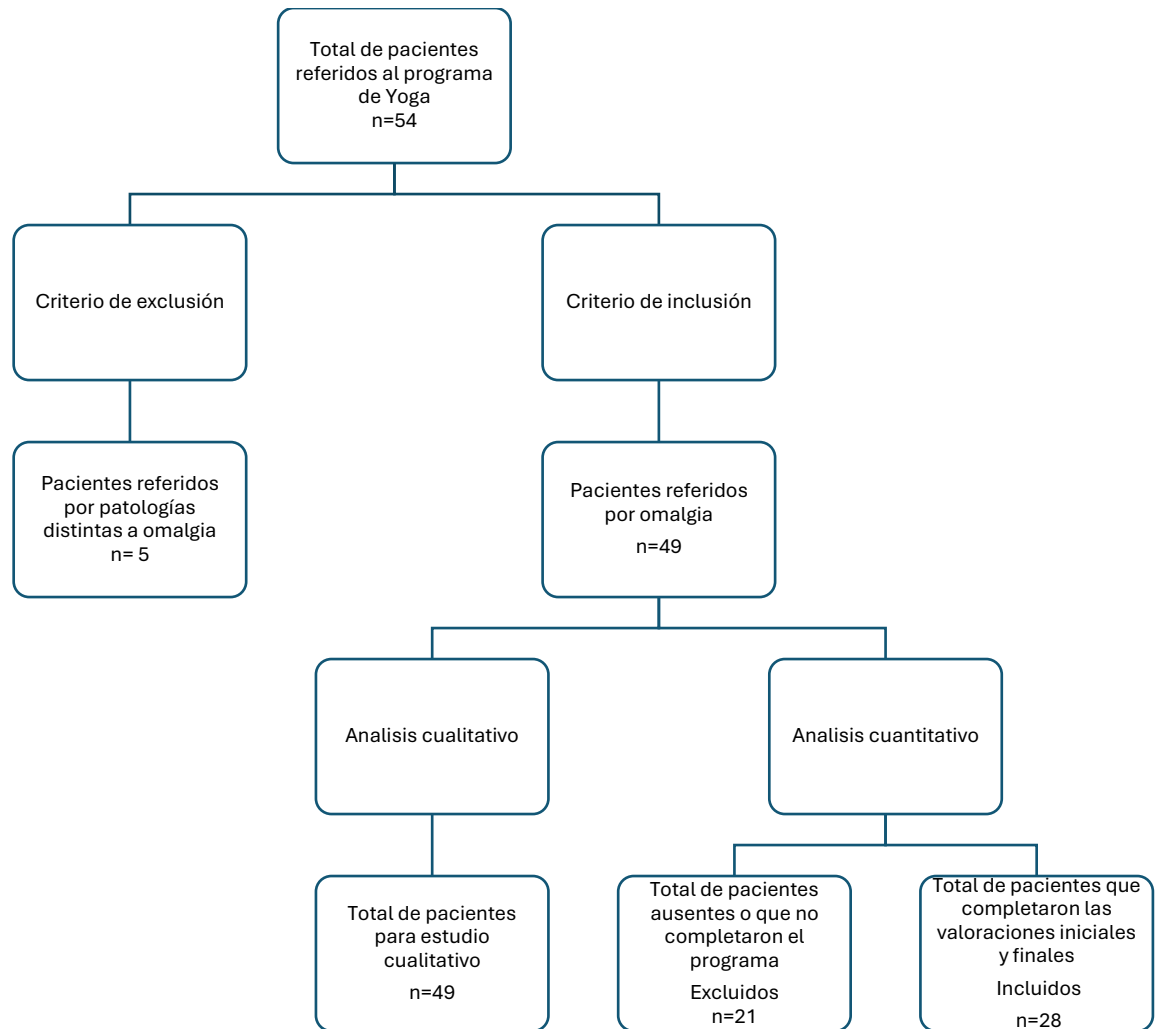 Total de pacientes
referidos al programa
de Yoga
n=54
Criterio de exclusión
Criterio de inclusión
Pacientes referidos
por patologías
distintas a omalgia
n= 5
Pacientes referidos
por omalgia
n=49
Analisis cualitativo
Analisis cuantitativo
Total de pacientes
para estudio
cualitativo
n=49
Total de pacientes
ausentes o que no
completaron el
programa
Excluidos
n=21
Total de pacientes que
completaron las
valoraciones iniciales
y finales
Incluidos
n=28